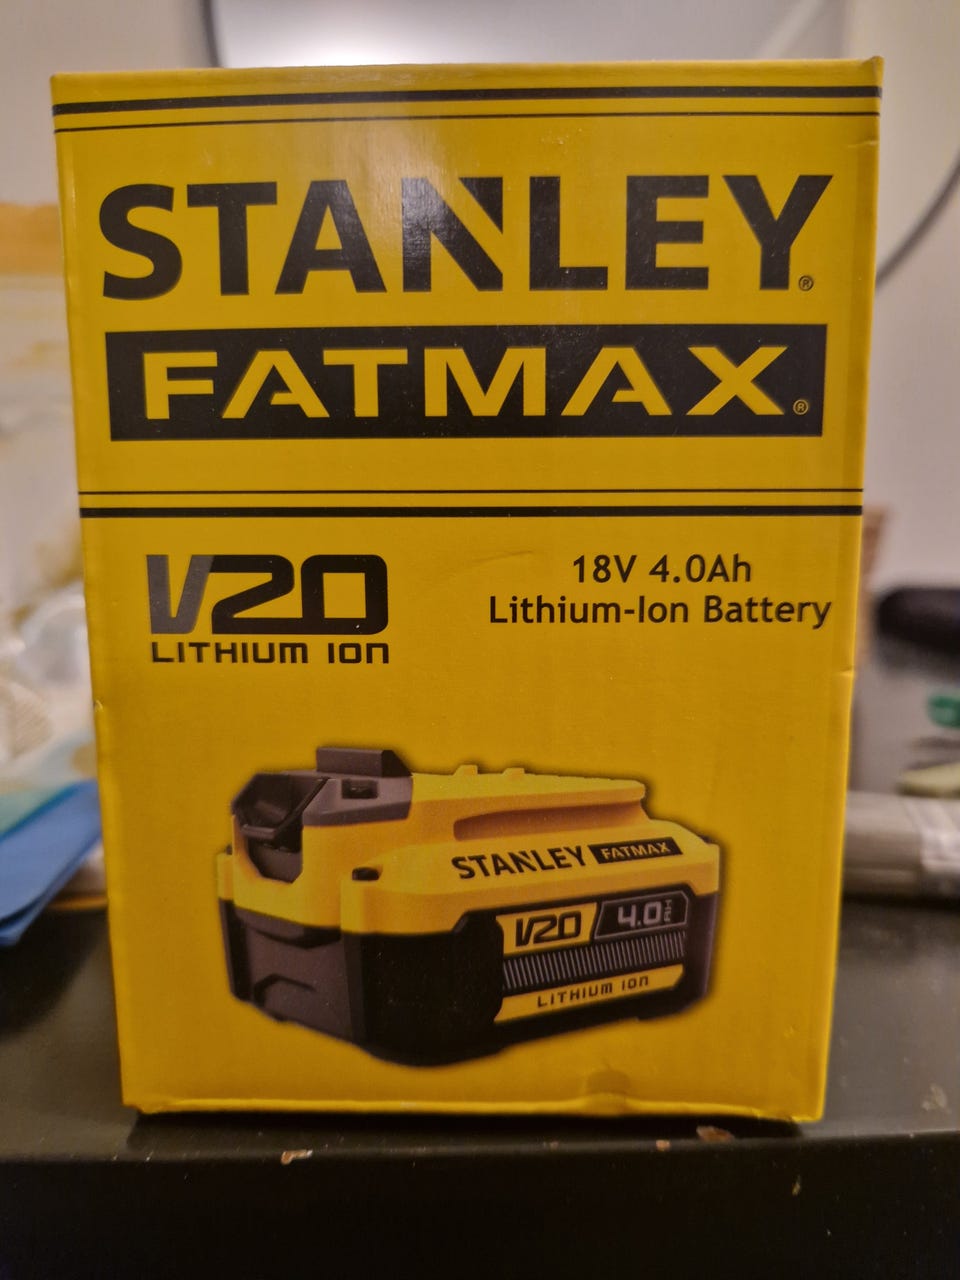 STANLEY®
FATMAX®
V20
LITHIUM ION
18V 4.0Ah
Lithium-Ion Battery
STANLEY FATMAX
V20 4.0AH
LITHIUM ION